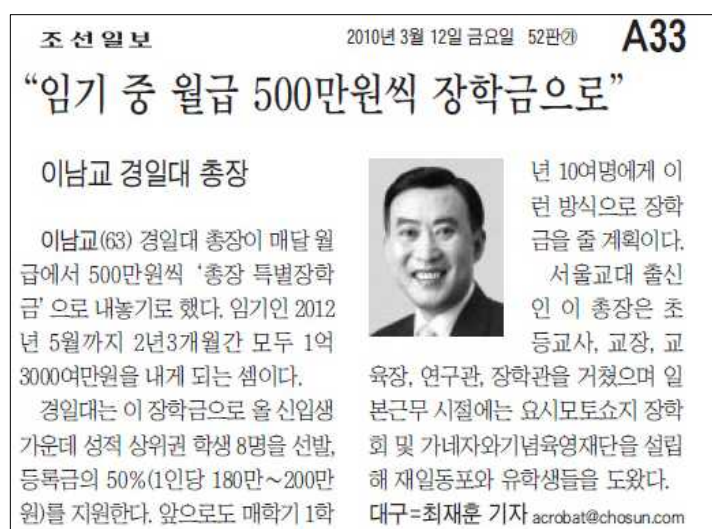 조선일보
2010년 3월 12일 금요일 52판㉮ A33
“임기 중 월급 500만원씩 장학금으로”
이남교 경일대 총장
이남교(63) 경일대 총장이 매달 월
급에서 500만원씩 ‘총장 특별장학
금’으로 내놓기로 했다. 임기인 2012
년 5월까지 2년3개월간 모두 1억
3000여만원을 내게 되는 셈이다.
경일대는 이 장학금으로 올 신입생
가운데 성적 상위권 학생 8명을 선발,
등록금의 50%(1인당 180만～200만
원)를 지원한다. 앞으로도 매학기 1학
년 10여명에게 이
런 방식으로 장학
금을 줄 계획이다.
서울교대 출신
인 이 총장은 초
등교사, 교장, 교
육장, 연구관, 장학관을 거쳤으며 일
본근무 시절에는 요시모토쇼지 장학
회 및 가네자와기념육영재단을 설립
해 재일동포와 유학생들을 도왔다.
대구=최재훈 기자 acrobat@chosun.com